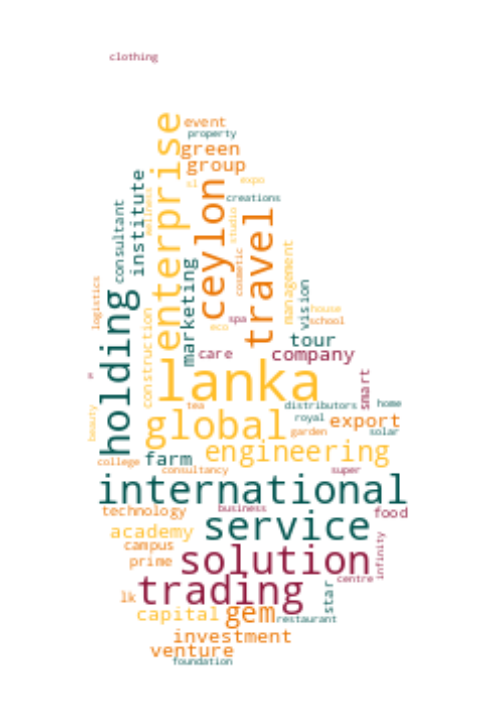 clothing
enterprise
event
property
green
group
expo
sl
creations
ceylon
travel
institute
consultant
wellness
studio
cosmetic
management
marketing
logistics
holding
construction
vision
house
school
spa
eco
tour
care
company
lanka
smart
beauty
tea
distributors
home
royal
global
export
garden
solar
engineering
farm
college
consultancy
super
international
technology
business
food
service
academy
campus
infinity
prime
solution
centre
trading
lk
star
capital
gem
restaurant
investment
venture
foundation